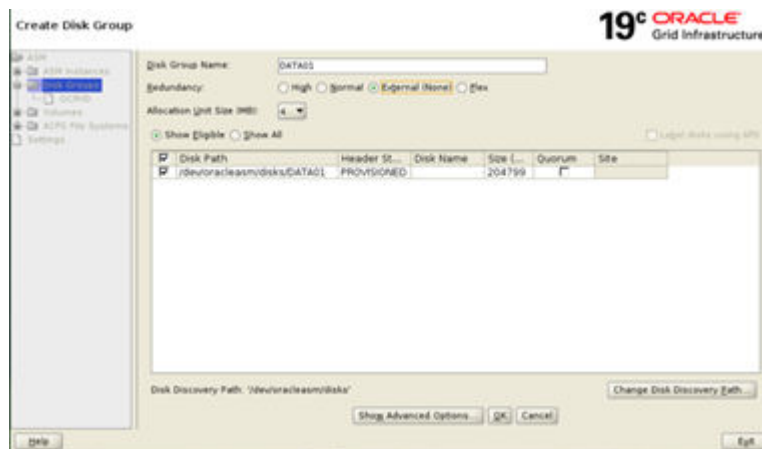 Create Disk Group
19c ORACLE
Grid Infrastructure
ASM
ASM Instances
Disk Groups
Volumes
ACFS File Systems
Settings
Disk Group Name: DATA01
Redundancy: High Normal External (None) Flex
Allocation Unit Size (MB): 4
Show Eligible Show All
Disk Path Header St... Disk Name Size (... Quorum Site
/dev/oracleasm/disks/DATA01 PROVISIONED 204799
Disk Discovery Path: '/dev/oracleasm/disks'
Change Disk Discovery Path...
Show Advanced Options... OK Cancel
Help
Exit